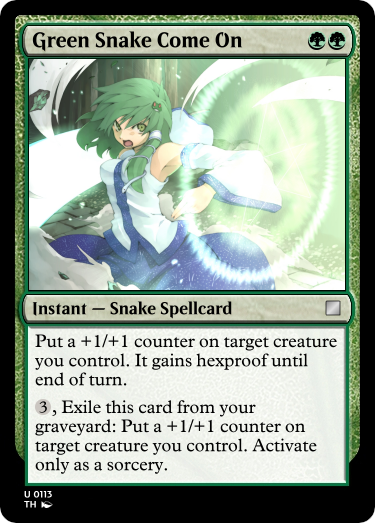 Green Snake Come On
Instant — Snake Spellcard
Put a +1/+1 counter on target creature
you control. It gains hexproof until
end of turn.
3, Exile this card from your
graveyard: Put a +1/+1 counter on
target creature you control. Activate
only as a sorcery.
U 0113
TH